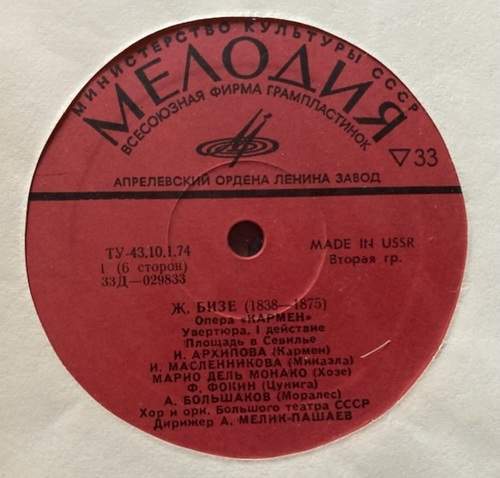 МИНИСТЕРСТВО КУЛЬТУРЫ СССР
МЕЛОДИЯ
ВСЕСОЮЗНАЯ ФИРМА ГРАМПЛАСТИНОК
▽33
АПРЕЛЕВСКИЙ ОРДЕНА ЛЕНИНА ЗАВОД
ТУ-43.10.1.74
1 (6 сторон)
33Д—029833
MADE IN USSR
Вторая гр.
Ж. БИЗЕ (1838—1875)
Опера «КАРМЕН»
Увертюра, I действие
Площадь в Севилье
И. АРХИПОВА (Кармен)
И. МАСЛЕННИКОВА (Микаэла)
МАРИО ДЕЛЬ МОНАКО (Хозе)
Ф. ФОКИН (Цунига)
А. БОЛЬШАКОВ (Моралес)
Хор и орк. Большого театра СССР
Дирижер А. МЕЛИК-ПАШАЕВ